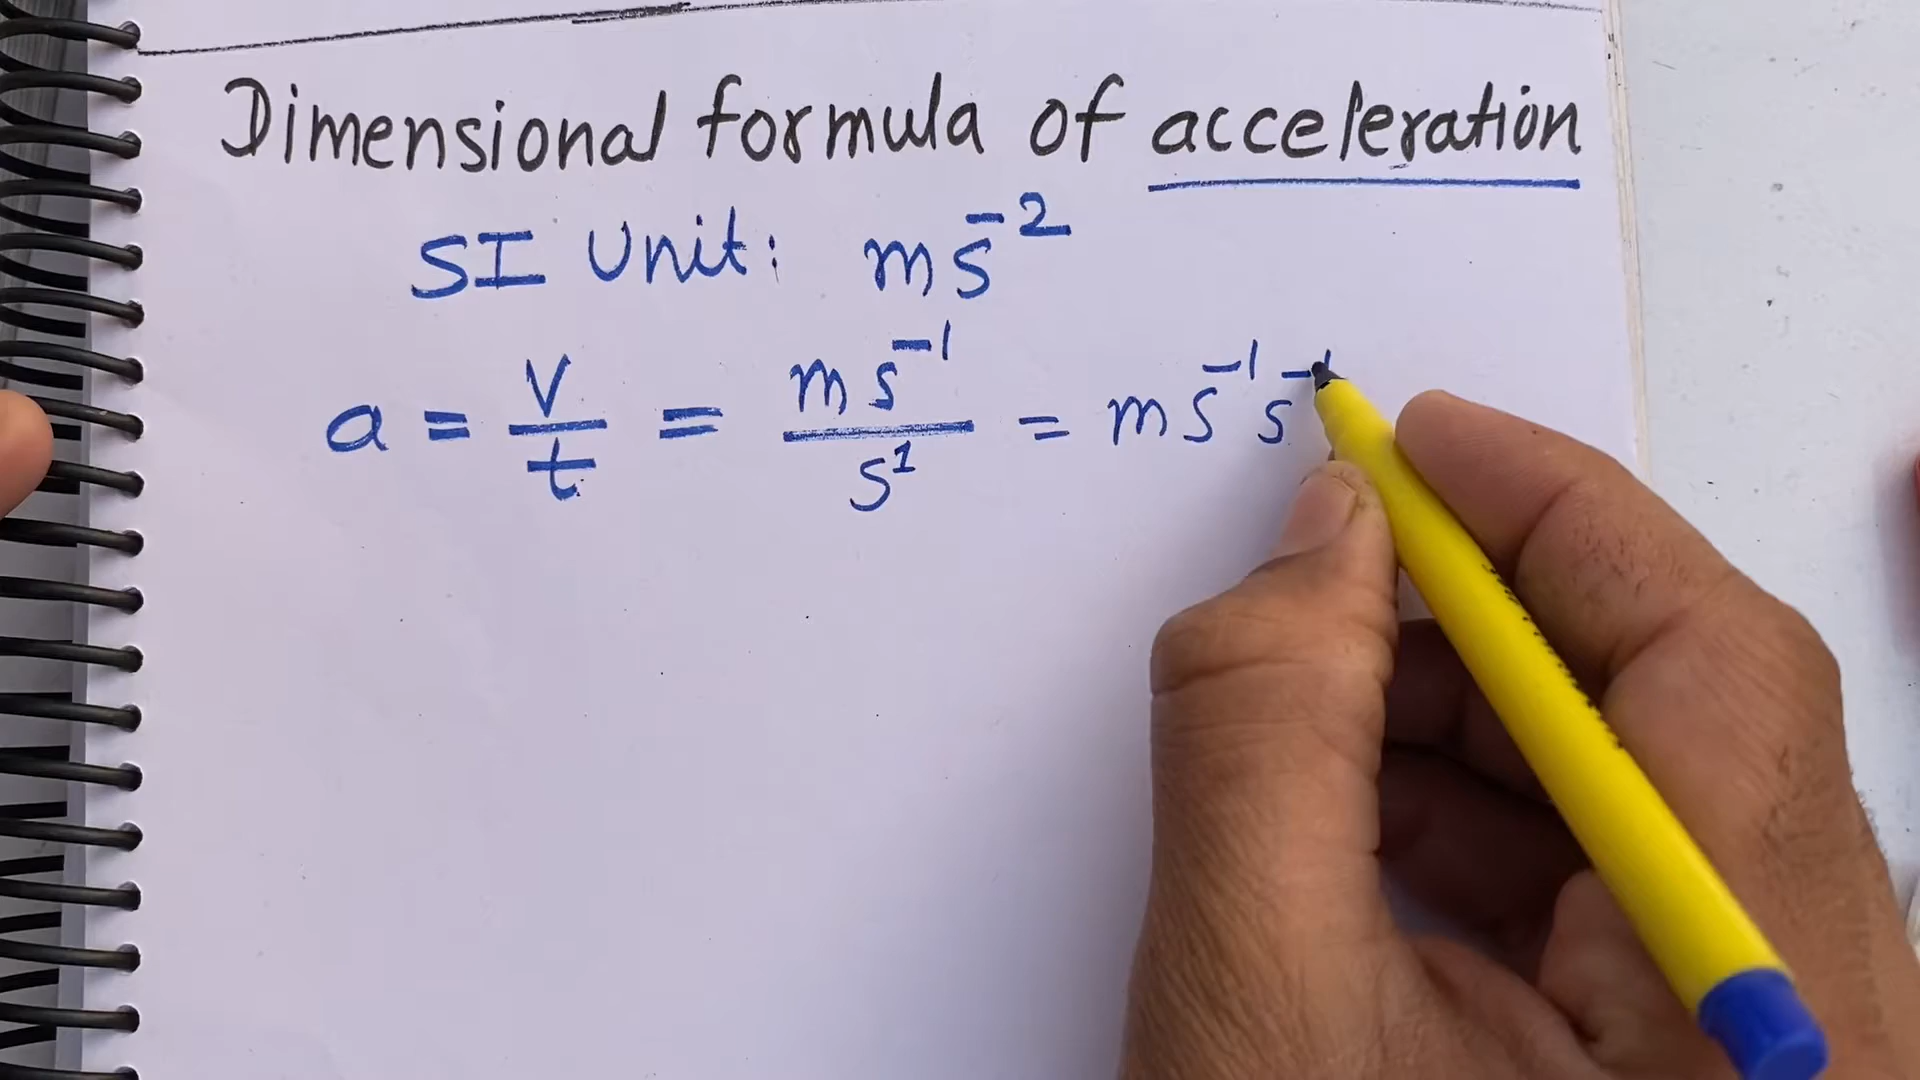 Dimensional formula of acceleration
SI Unit: ms⁻²
a = V/t = ms⁻¹/s¹ = ms⁻¹s⁻¹